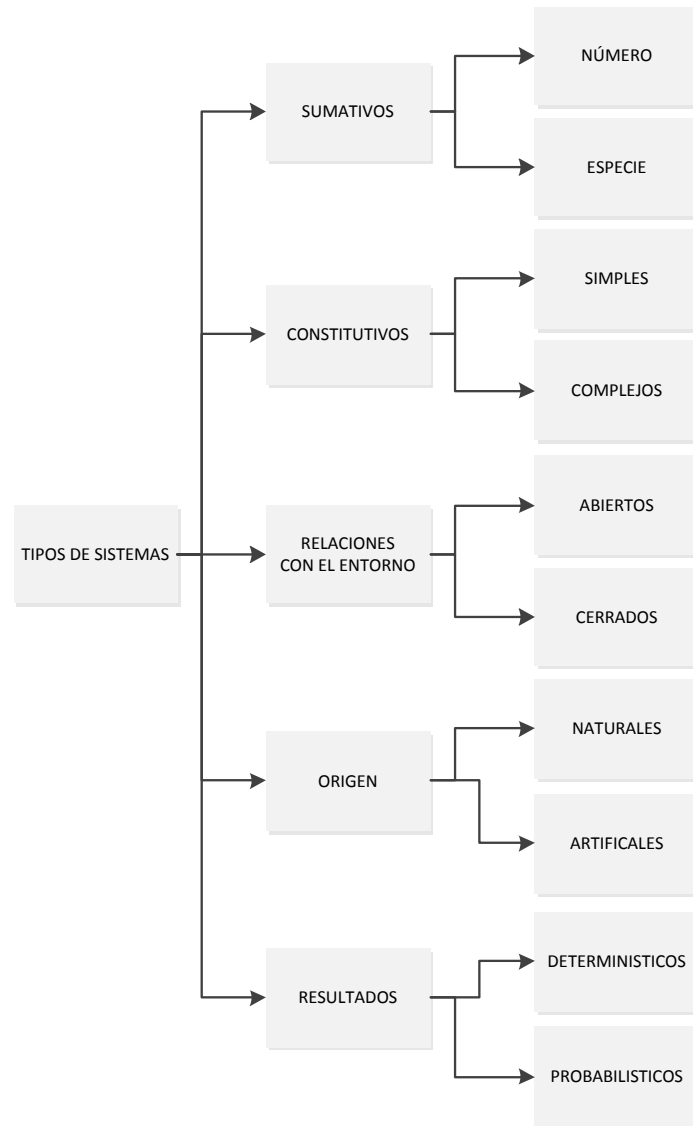 TIPOS DE SISTEMAS
SUMATIVOS
NÚMERO
ESPECIE
CONSTITUTIVOS
SIMPLES
COMPLEJOS
RELACIONES
CON EL ENTORNO
ABIERTOS
CERRADOS
ORIGEN
NATURALES
ARTIFICALES
RESULTADOS
DETERMINISTICOS
PROBABILISTICOS